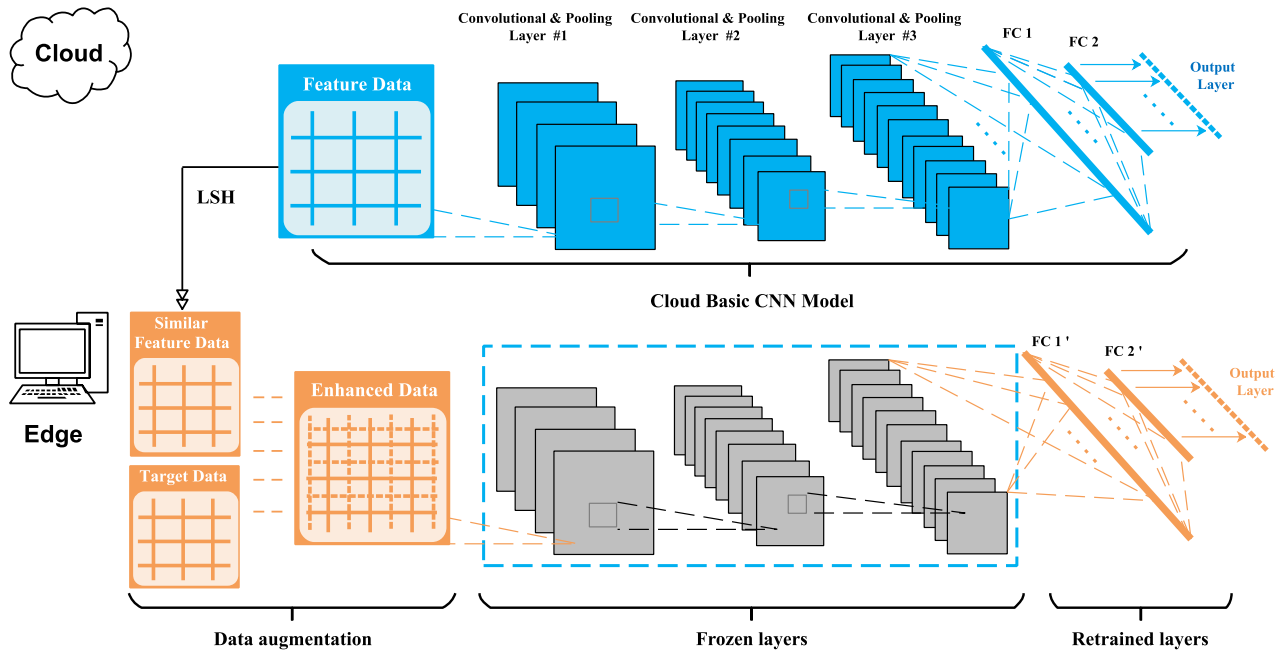 Cloud
Convolutional & Pooling
Layer #1
Convolutional & Pooling
Layer #2
Convolutional & Pooling
Layer #3
FC 1
FC 2
Output
Layer
Feature Data
LSH
Cloud Basic CNN Model
Similar
Feature Data
Edge
Target Data
Enhanced Data
FC 1 '
FC 2 '
Output
Layer
Data augmentation
Frozen layers
Retrained layers